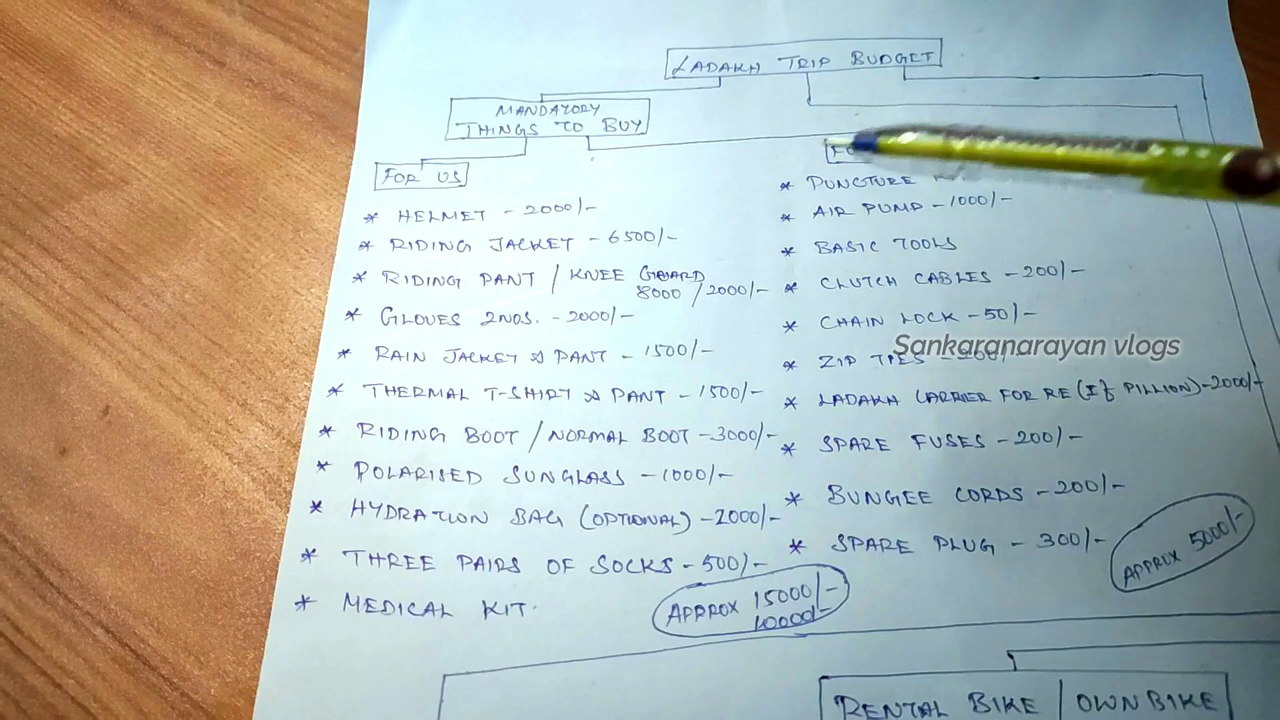 LADAKH TRIP BUDGET
MANDATORY
THINGS TO BUY
FOR US
* HELMET - 2000/-
* RIDING JACKET - 6500/-
* RIDING PANT / KNEE GUARD
8000 / 2000/-
* GLOVES 2NOS. - 2000/-
* RAIN JACKET & PANT - 1500/-
* THERMAL T-SHIRT & PANT - 1500/-
* RIDING BOOT / NORMAL BOOT - 3000/-
* POLARISED SUNGLASS - 1000/-
* HYDRATION BAG (OPTIONAL) - 2000/-
* THREE PAIRS OF SOCKS - 500/-
* MEDICAL KIT.
APPROX 15000/-
10000/-
* PUNCTURE
* AIR PUMP - 1000/-
* BASIC TOOLS
* CLUTCH CABLES - 200/-
* CHAIN LOCK - 50/-
* ZIP TIES
Sankaranarayan vlogs
* LADAKH CARRIER FOR RE (If PILLION) - 2000/-
* SPARE FUSES - 200/-
* BUNGEE CORDS - 200/-
* SPARE PLUG - 300/-
APPROX 5000/-
RENTAL BIKE / OWN BIKE